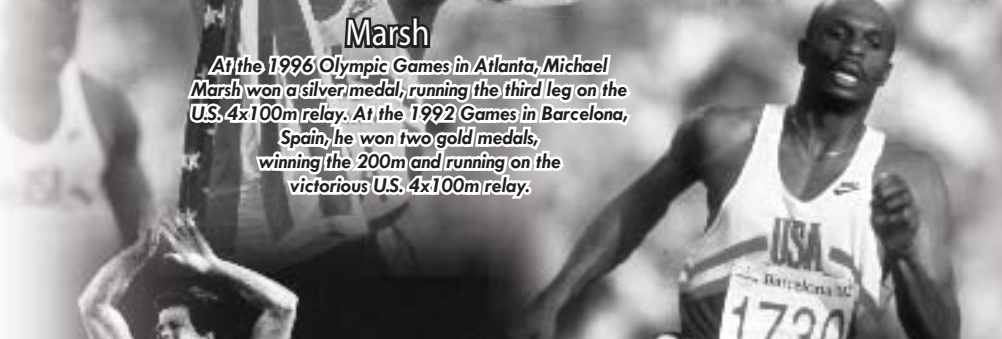 Marsh
At the 1996 Olympic Games in Atlanta, Michael
Marsh won a silver medal, running the third leg on the
U.S. 4x100m relay. At the 1992 Games in Barcelona,
Spain, he won two gold medals,
winning the 200m and running on the
victorious U.S. 4x100m relay.
USA
Barcelona'92
1730